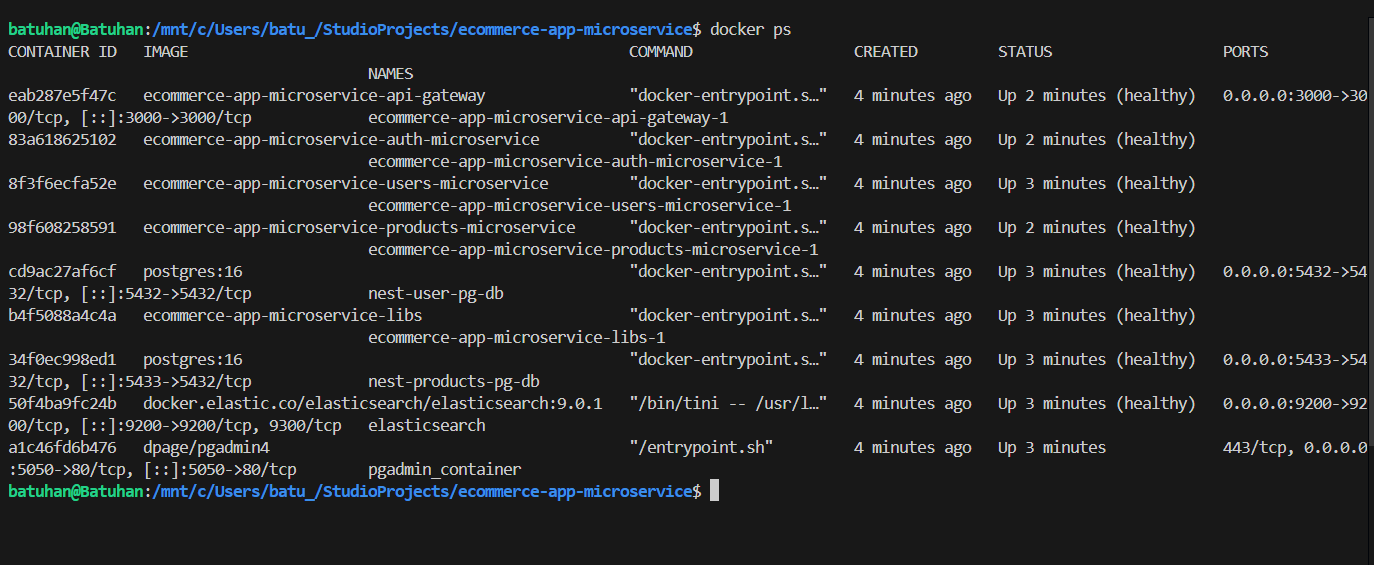 batuhan@Batuhan:/mnt/c/Users/batu_/StudioProjects/ecommerce-app-microservice$ docker ps
CONTAINER ID   IMAGE                                                 COMMAND                  CREATED         STATUS                   PORTS
                                        NAMES
eab287e5f47c   ecommerce-app-microservice-api-gateway                "docker-entrypoint.s…"   4 minutes ago   Up 2 minutes (healthy)   0.0.0.0:3000->30
00/tcp, [::]:3000->3000/tcp             ecommerce-app-microservice-api-gateway-1
83a618625102   ecommerce-app-microservice-auth-microservice          "docker-entrypoint.s…"   4 minutes ago   Up 2 minutes (healthy)
                                        ecommerce-app-microservice-auth-microservice-1
8f3f6ecfa52e   ecommerce-app-microservice-users-microservice         "docker-entrypoint.s…"   4 minutes ago   Up 3 minutes (healthy)
                                        ecommerce-app-microservice-users-microservice-1
98f608258591   ecommerce-app-microservice-products-microservice      "docker-entrypoint.s…"   4 minutes ago   Up 2 minutes (healthy)
                                        ecommerce-app-microservice-products-microservice-1
cd9ac27af6cf   postgres:16                                           "docker-entrypoint.s…"   4 minutes ago   Up 3 minutes (healthy)   0.0.0.0:5432->54
32/tcp, [::]:5432->5432/tcp             nest-user-pg-db
b4f5088a4c4a   ecommerce-app-microservice-libs                       "docker-entrypoint.s…"   4 minutes ago   Up 3 minutes (healthy)
                                        ecommerce-app-microservice-libs-1
34f0ec998ed1   postgres:16                                           "docker-entrypoint.s…"   4 minutes ago   Up 3 minutes (healthy)   0.0.0.0:5433->54
32/tcp, [::]:5433->5432/tcp             nest-products-pg-db
50f4ba9fc24b   docker.elastic.co/elasticsearch/elasticsearch:9.0.1   "/bin/tini -- /usr/l…"   4 minutes ago   Up 3 minutes (healthy)   0.0.0.0:9200->92
00/tcp, [::]:9200->9200/tcp, 9300/tcp   elasticsearch
a1c46fd6b476   dpage/pgadmin4                                        "/entrypoint.sh"         4 minutes ago   Up 3 minutes             443/tcp, 0.0.0.0
:5050->80/tcp, [::]:5050->80/tcp        pgadmin_container
batuhan@Batuhan:/mnt/c/Users/batu_/StudioProjects/ecommerce-app-microservice$